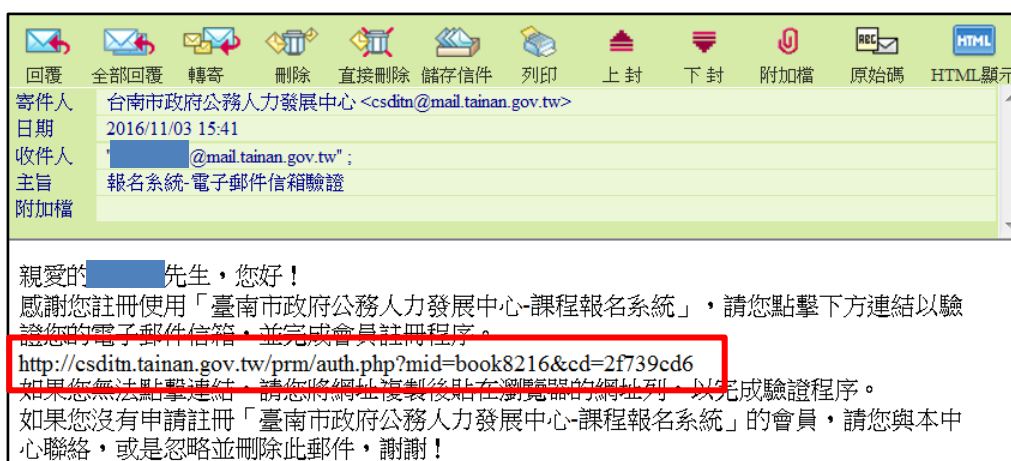 回覆 全部回覆 轉寄 刪除 直接刪除 儲存信件 列印 上封 下封 附加檔 原始碼 HTML顯示
寄件人 台南市政府公務人力發展中心 <csditn@mail.tainan.gov.tw>
日期 2016/11/03 15:41
收件人 " @mail.tainan.gov.tw" ;
主旨 報名系統-電子郵件信箱驗證
附加檔
親愛的 先生，您好！
感謝您註冊使用「臺南市政府公務人力發展中心-課程報名系統」，請您點擊下方連結以驗
證您的電子郵件信箱，並完成會員註冊程序。
http://csditn.tainan.gov.tw/prm/auth.php?mid=book8216&cd=2f739cd6
如果您無法點擊連結，請您將網址複製後貼在瀏覽器的網址列，以完成驗證程序。
如果您沒有申請註冊「臺南市政府公務人力發展中心-課程報名系統」的會員，請您與本中
心聯絡，或是忽略並刪除此郵件，謝謝！